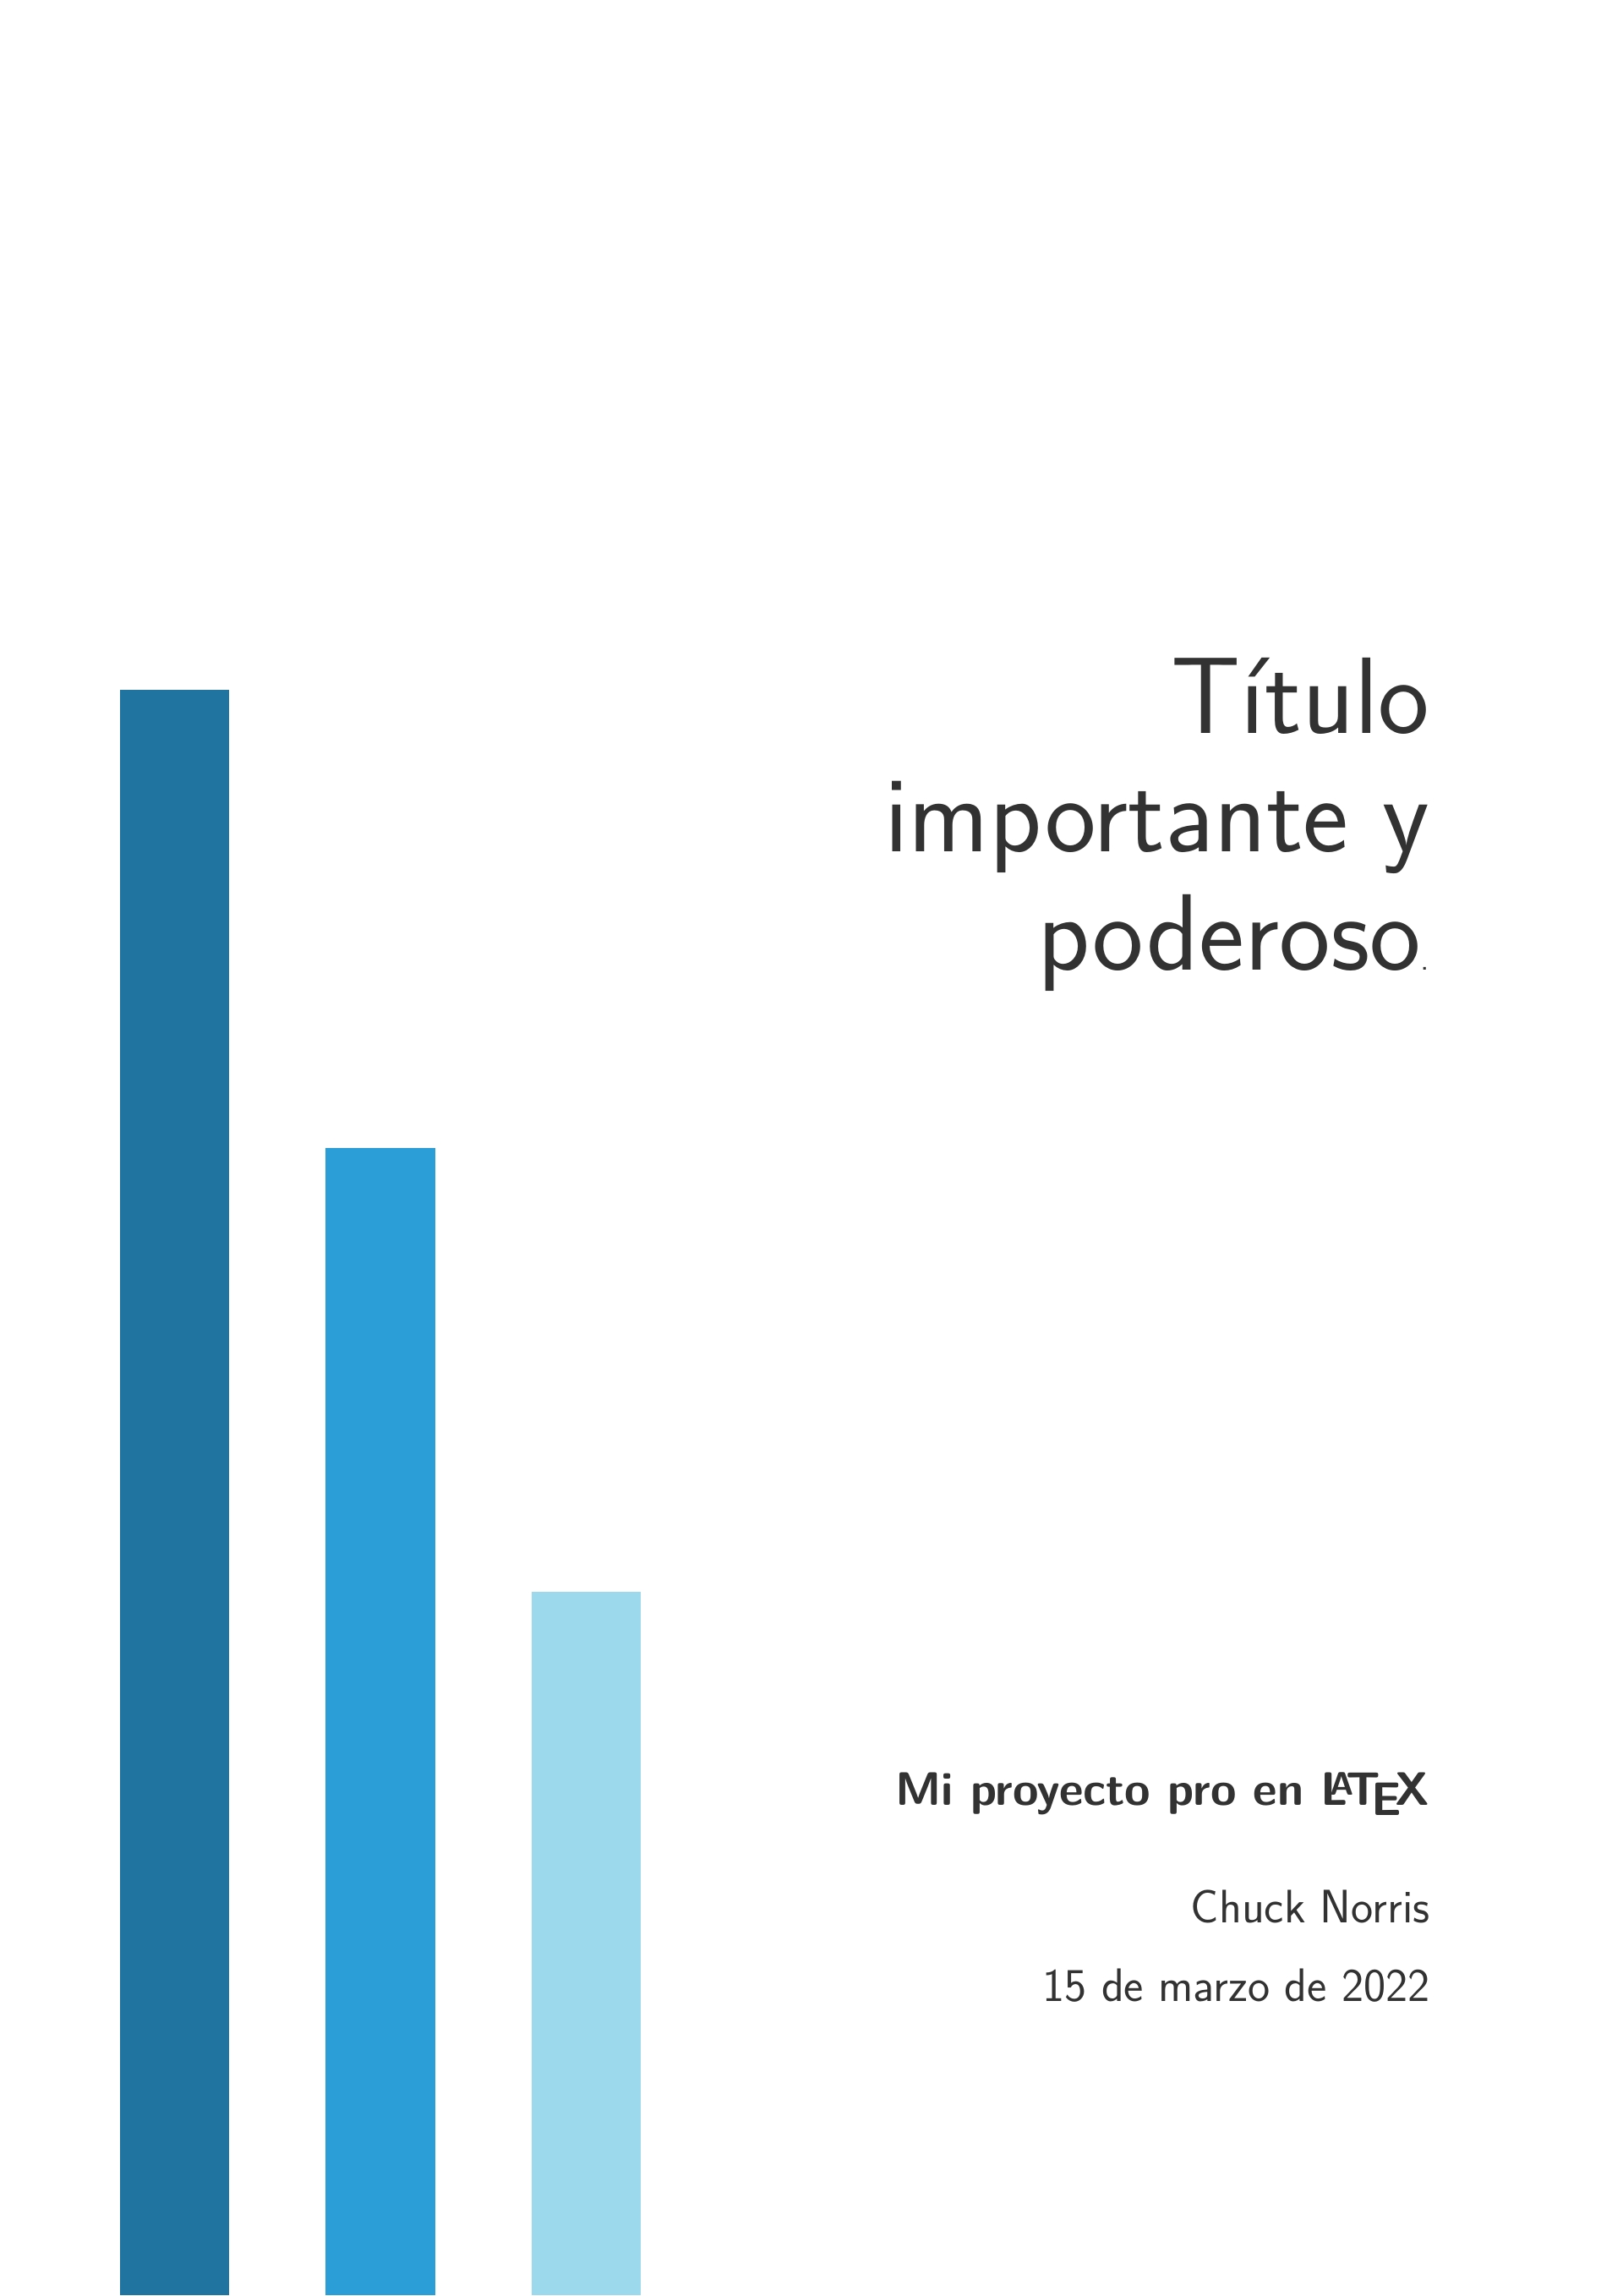 Título
importante y
poderoso.
Mi proyecto pro en LATEX
Chuck Norris
15 de marzo de 2022